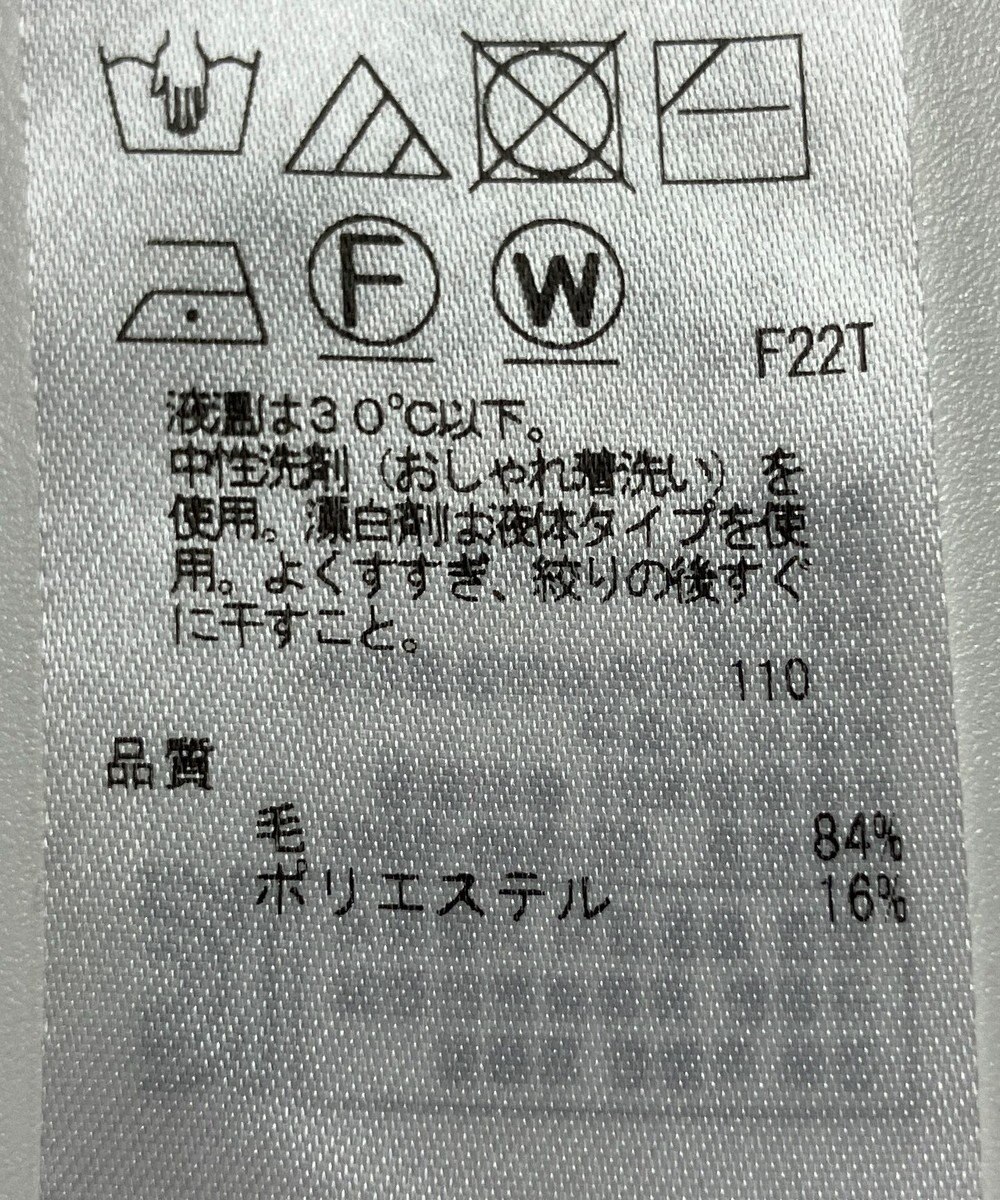 F
W
F22T
液温は30℃以下。
中性洗剤(おしゃれ着洗い)を
使用。漂白剤は液体タイプを使
用。よくすすぎ、絞りの後すぐ
に干すこと。
110
品質
毛 84%
ポリエステル 16%